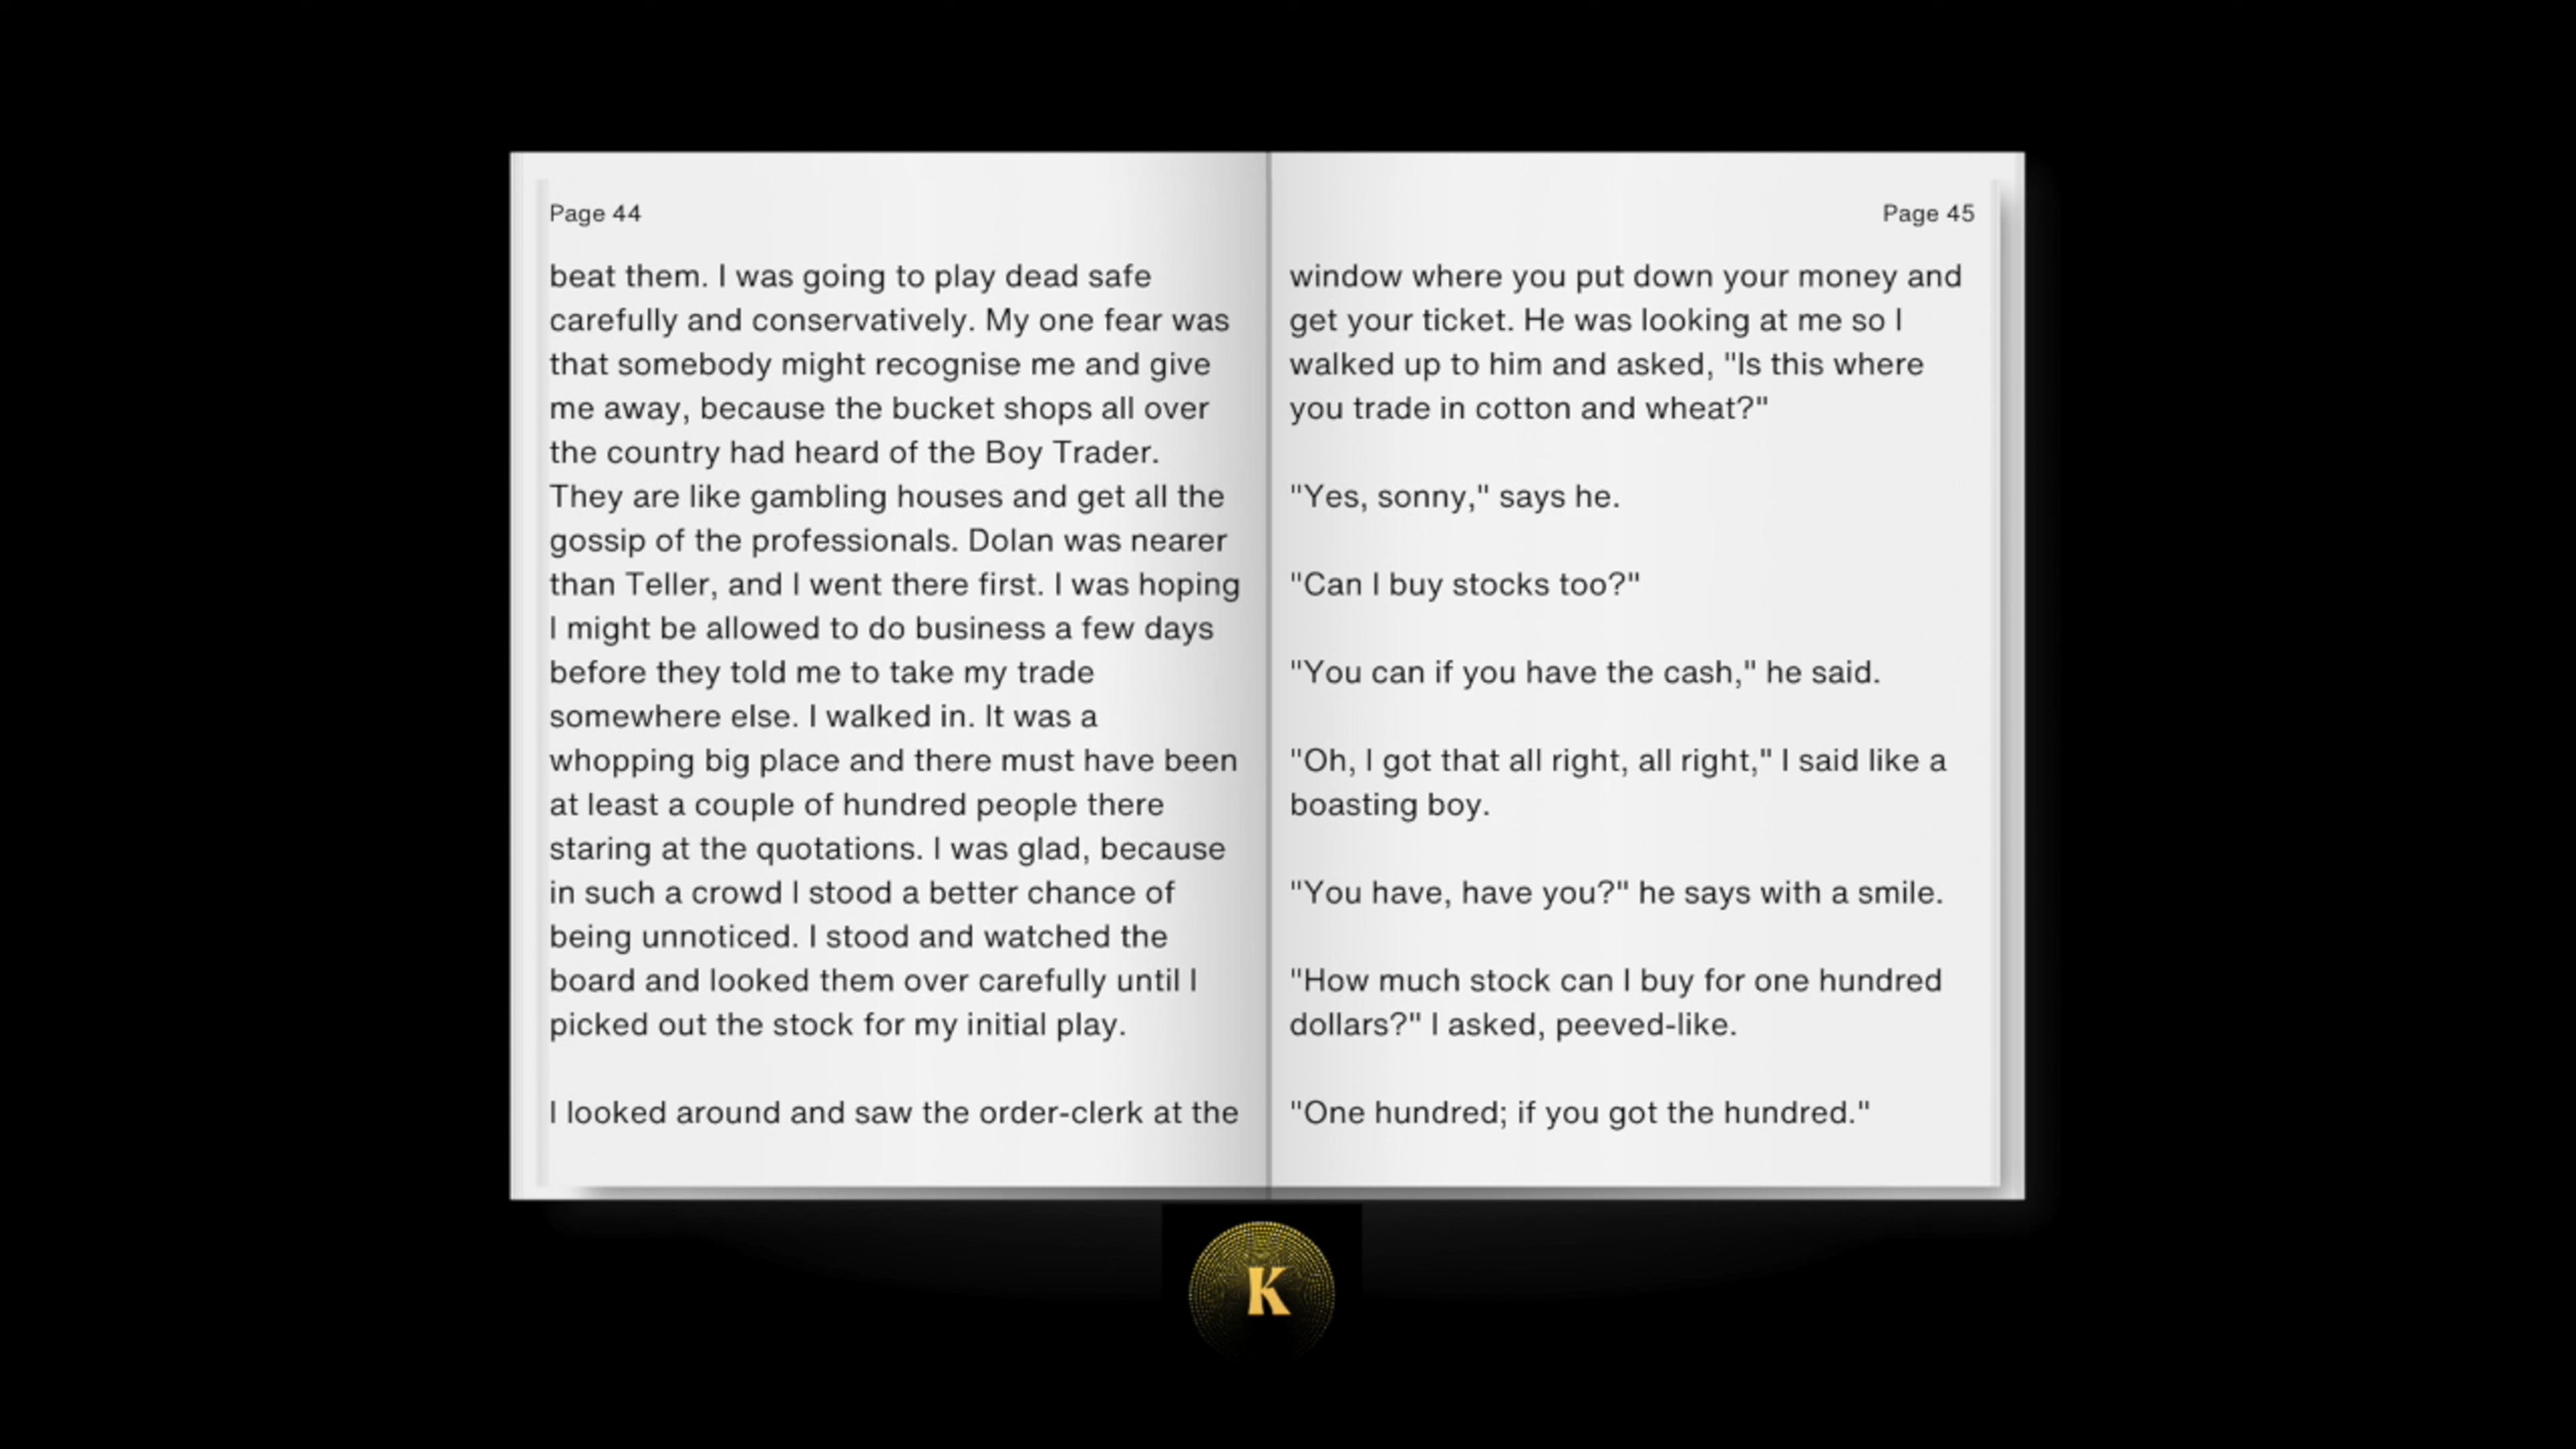 Page 44
beat them. I was going to play dead safe
carefully and conservatively. My one fear was
that somebody might recognise me and give
me away, because the bucket shops all over
the country had heard of the Boy Trader.
They are like gambling houses and get all the
gossip of the professionals. Dolan was nearer
than Teller, and I went there first. I was hoping
I might be allowed to do business a few days
before they told me to take my trade
somewhere else. I walked in. It was a
whopping big place and there must have been
at least a couple of hundred people there
staring at the quotations. I was glad, because
in such a crowd I stood a better chance of
being unnoticed. I stood and watched the
board and looked them over carefully until I
picked out the stock for my initial play.
I looked around and saw the order-clerk at the
Page 45
window where you put down your money and
get your ticket. He was looking at me so I
walked up to him and asked, "Is this where
you trade in cotton and wheat?"
"Yes, sonny," says he.
"Can I buy stocks too?"
"You can if you have the cash," he said.
"Oh, I got that all right, all right," I said like a
boasting boy.
"You have, have you?" he says with a smile.
"How much stock can I buy for one hundred
dollars?" I asked, peeved-like.
"One hundred; if you got the hundred."
K